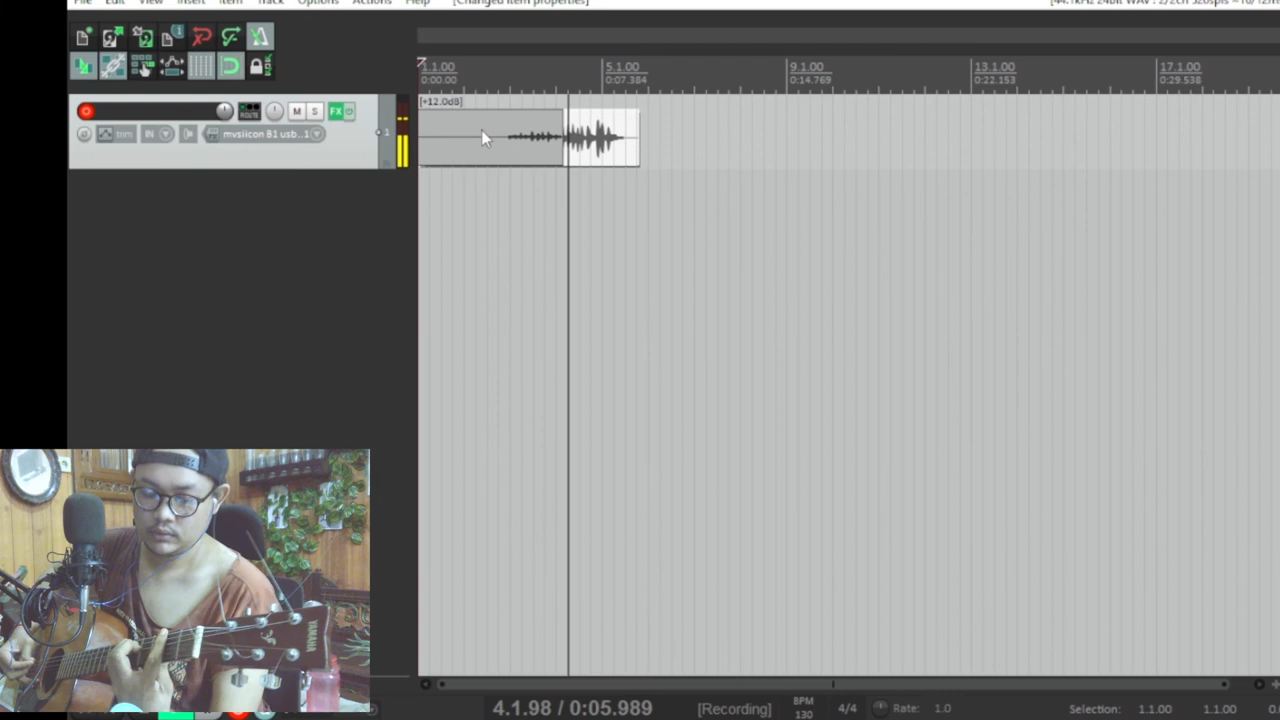 File Edit View Insert Item Track Options Actions Help [Changed item properties]
1.1.00
0:00.00
5.1.00
0:07.384
9.1.00
0:14.769
13.1.00
0:22.153
17.1.00
0:29.538
[+12.0dB]
ROUTE
M S FX
trim IN mvsilicon B1 usb..1
1
YAMAHA
4.1.98 / 0:05.989 [Recording] BPM 130 4/4 Rate: 1.0 Selection: 1.1.00 1.1.00